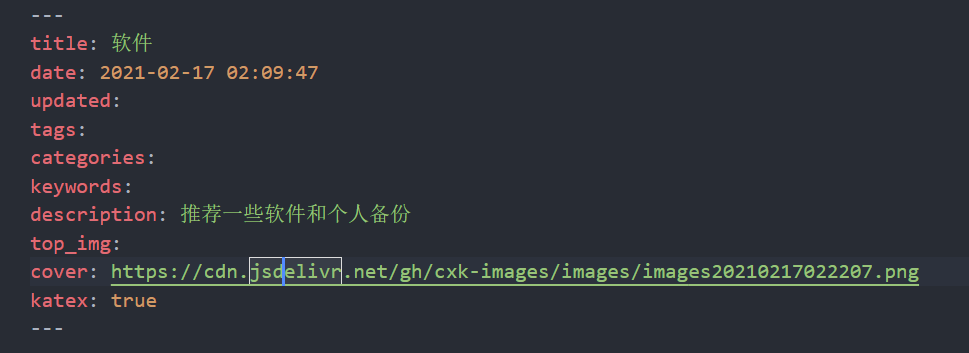 ---
title: 软件
date: 2021-02-17 02:09:47
updated:
tags:
categories:
keywords:
description: 推荐一些软件和个人备份
top_img:
cover: https://cdn.jsdelivr.net/gh/cxk-images/images/images20210217022207.png
katex: true
---